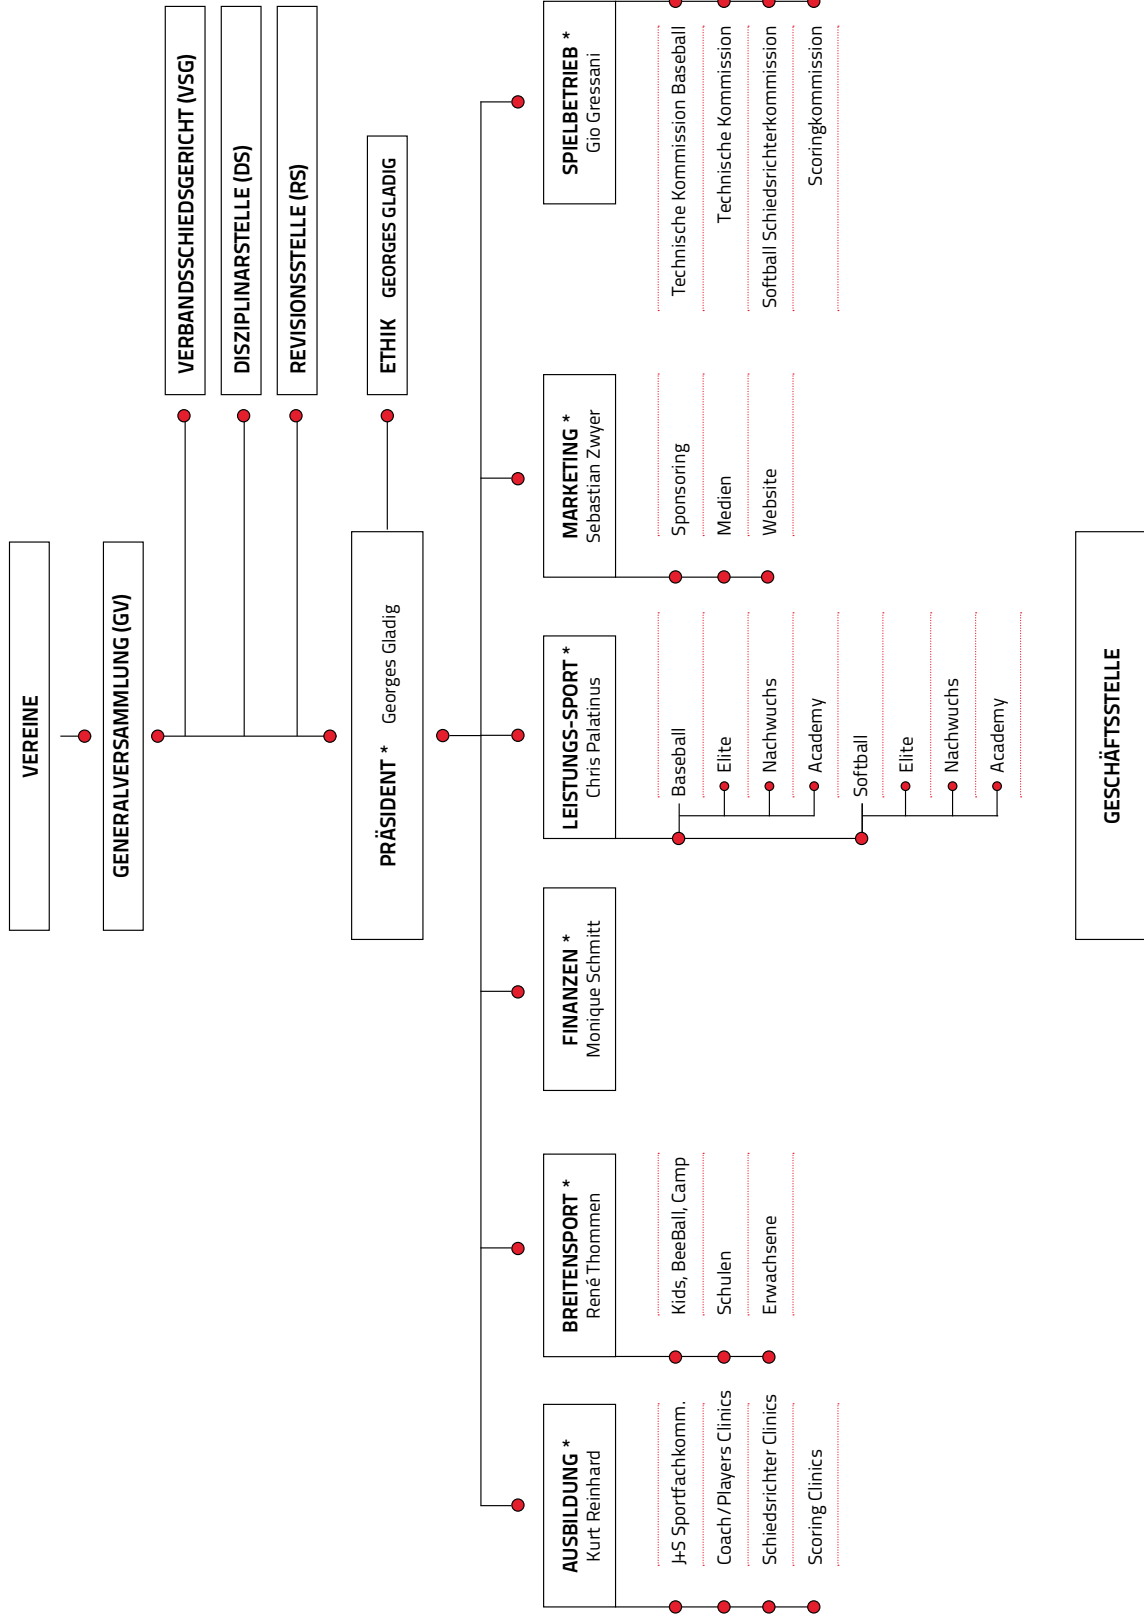 VEREINE
GENERALVERSAMMLUNG (GV)
VERBANDSSCHIEDSGERICHT (VSG)
DISZIPLINARSTELLE (DS)
REVISIONSSTELLE (RS)
PRÄSIDENT * Georges Gladig
ETHIK GEORGES GLADIG
AUSBILDUNG *
Kurt Reinhard
J+S Sportfachkomm.
Coach/Players Clinics
Schiedsrichter Clinics
Scoring Clinics
BREITENSPORT *
René Thommen
Kids, BeeBall, Camp
Schulen
Erwachsene
FINANZEN *
Monique Schmitt
LEISTUNGS-SPORT *
Chris Palatinus
Baseball
Elite
Nachwuchs
Academy
Softball
Elite
Nachwuchs
Academy
MARKETING *
Sebastian Zwyer
Sponsoring
Medien
Website
SPIELBETRIEB *
Gio Gressani
Technische Kommission Baseball
Technische Kommission
Softball Schiedsrichterkommission
Scoringkommission
GESCHÄFTSSTELLE